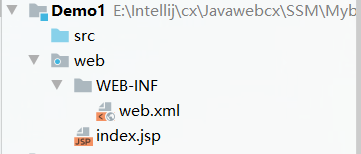 Demo1 E:\Intellij\cx\Javawebcx\SSM\Myb
src
web
WEB-INF
web.xml
index.jsp